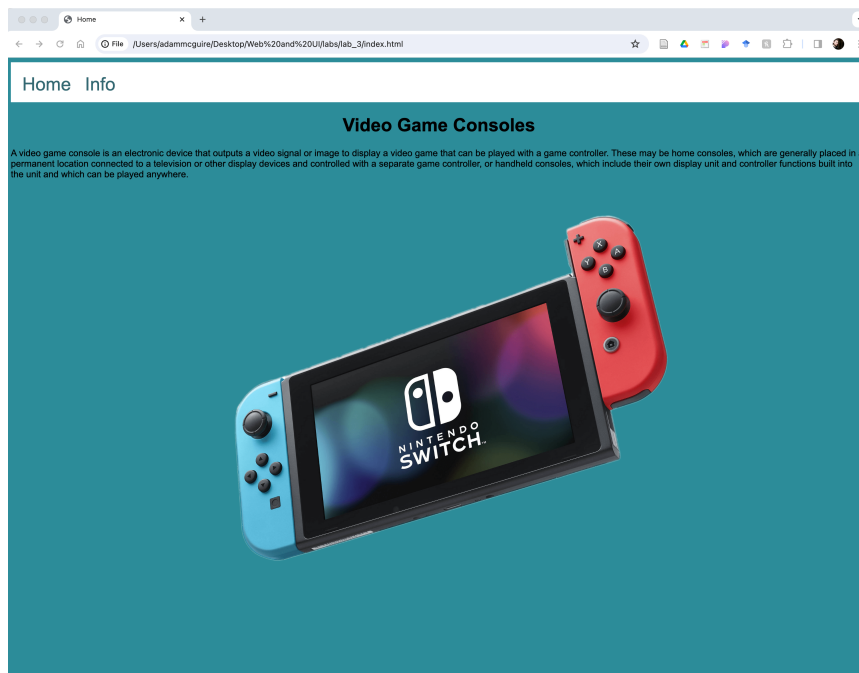 Home
File /Users/adammcguire/Desktop/Web%20and%20UI/labs/lab_3/index.html
Home Info
Video Game Consoles
A video game console is an electronic device that outputs a video signal or image to display a video game that can be played with a game controller. These may be home consoles, which are generally placed in
permanent location connected to a television or other display devices and controlled with a separate game controller, or handheld consoles, which include their own display unit and controller functions built into
the unit and which can be played anywhere.
X
Y A
B
NINTENDO
SWITCH